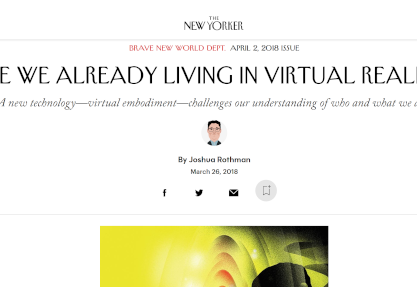 THE
NEW YORKER
BRAVE NEW WORLD DEPT. APRIL 2, 2018 ISSUE
E WE ALREADY LIVING IN VIRTUAL REAL
A new technology—virtual embodiment—challenges our understanding of who and what we a
By Joshua Rothman
March 26, 2018